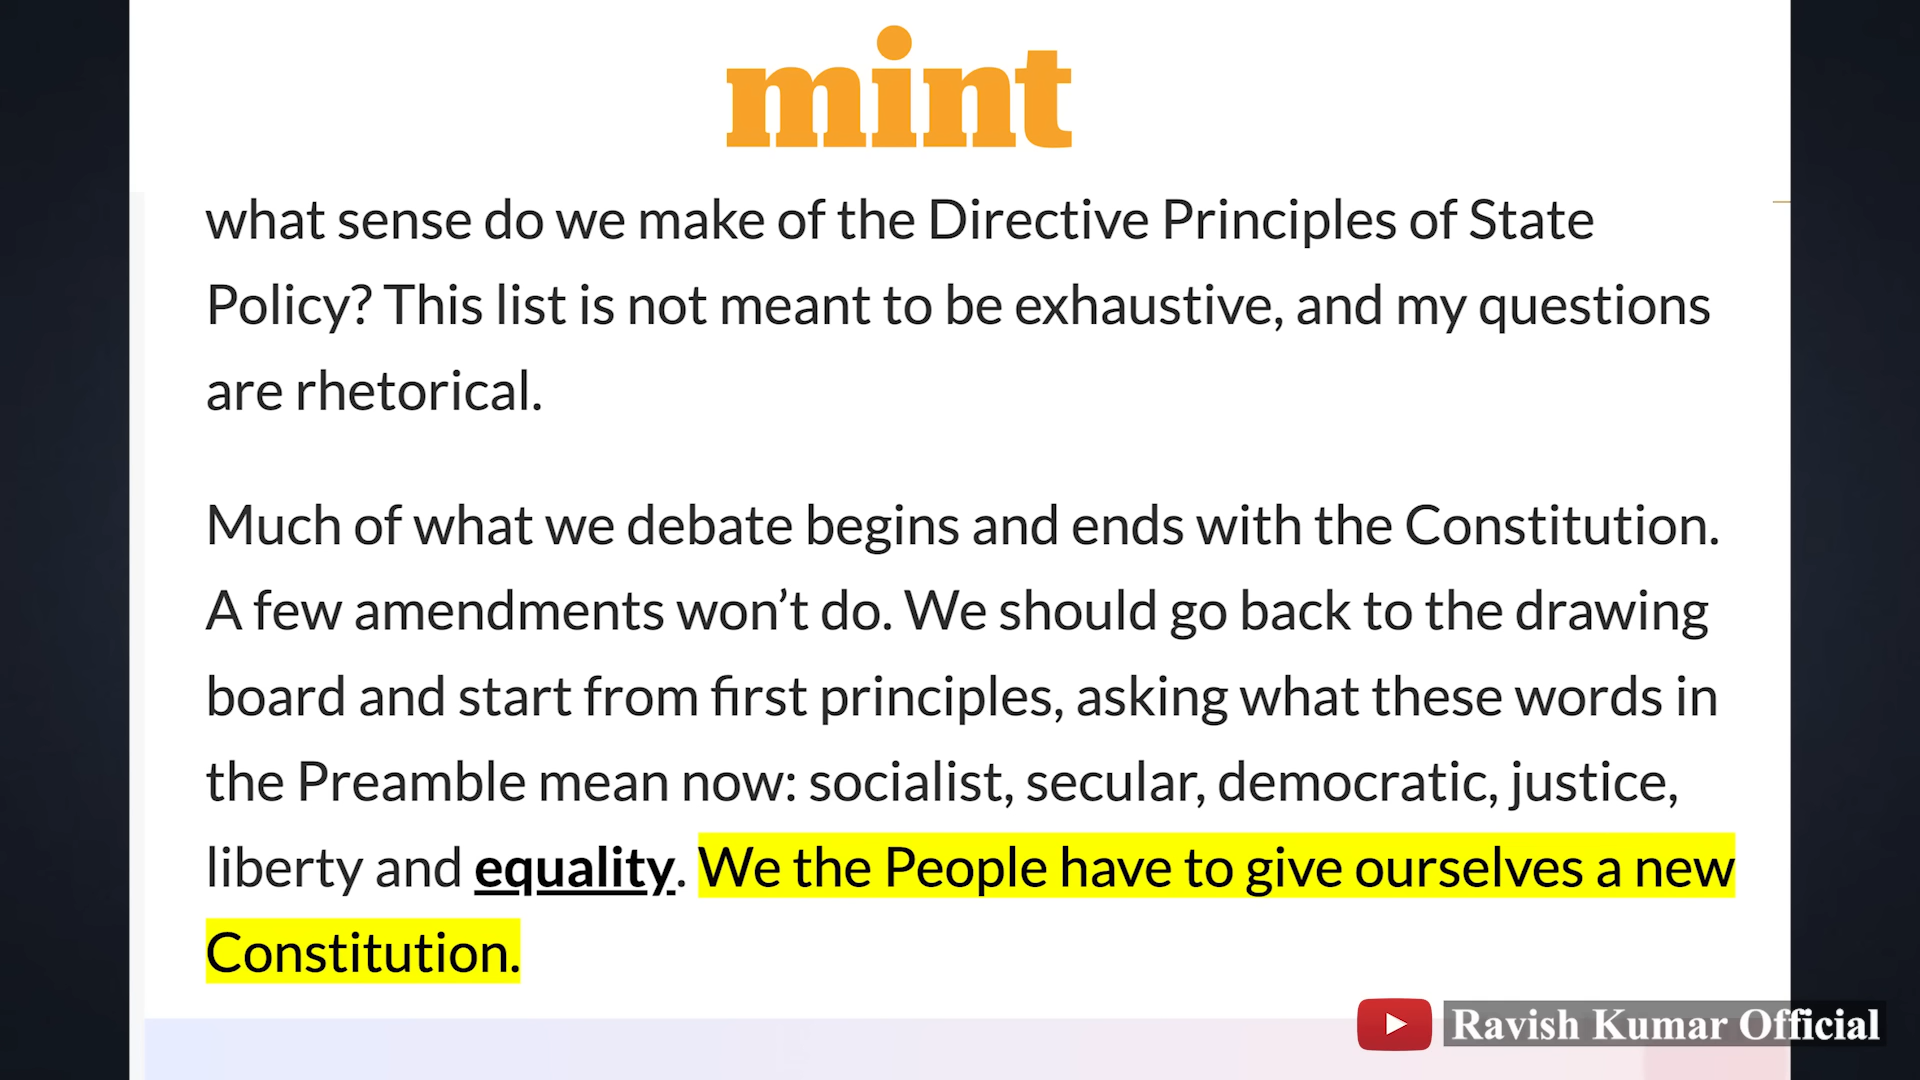 mint
what sense do we make of the Directive Principles of State
Policy? This list is not meant to be exhaustive, and my questions
are rhetorical.
Much of what we debate begins and ends with the Constitution.
A few amendments won’t do. We should go back to the drawing
board and start from first principles, asking what these words in
the Preamble mean now: socialist, secular, democratic, justice,
liberty and equality. We the People have to give ourselves a new
Constitution.
Ravish Kumar Official